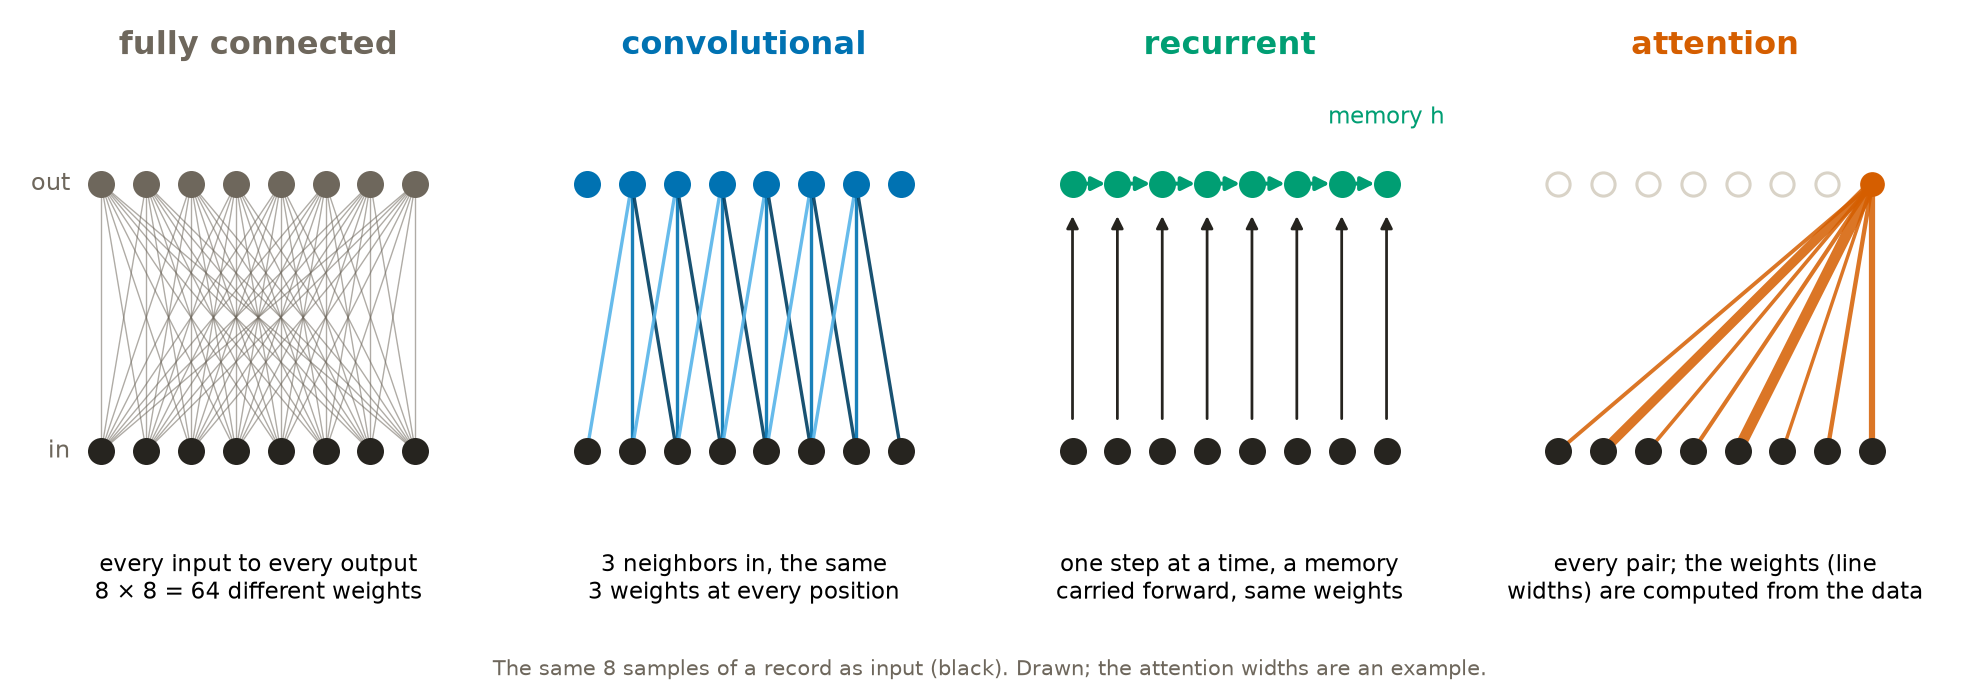 fully connected
convolutional
recurrent
attention
memory h
out
in
every input to every output
8 × 8 = 64 different weights
3 neighbors in, the same
3 weights at every position
one step at a time, a memory
carried forward, same weights
every pair; the weights (line
widths) are computed from the data
The same 8 samples of a record as input (black). Drawn; the attention widths are an example.